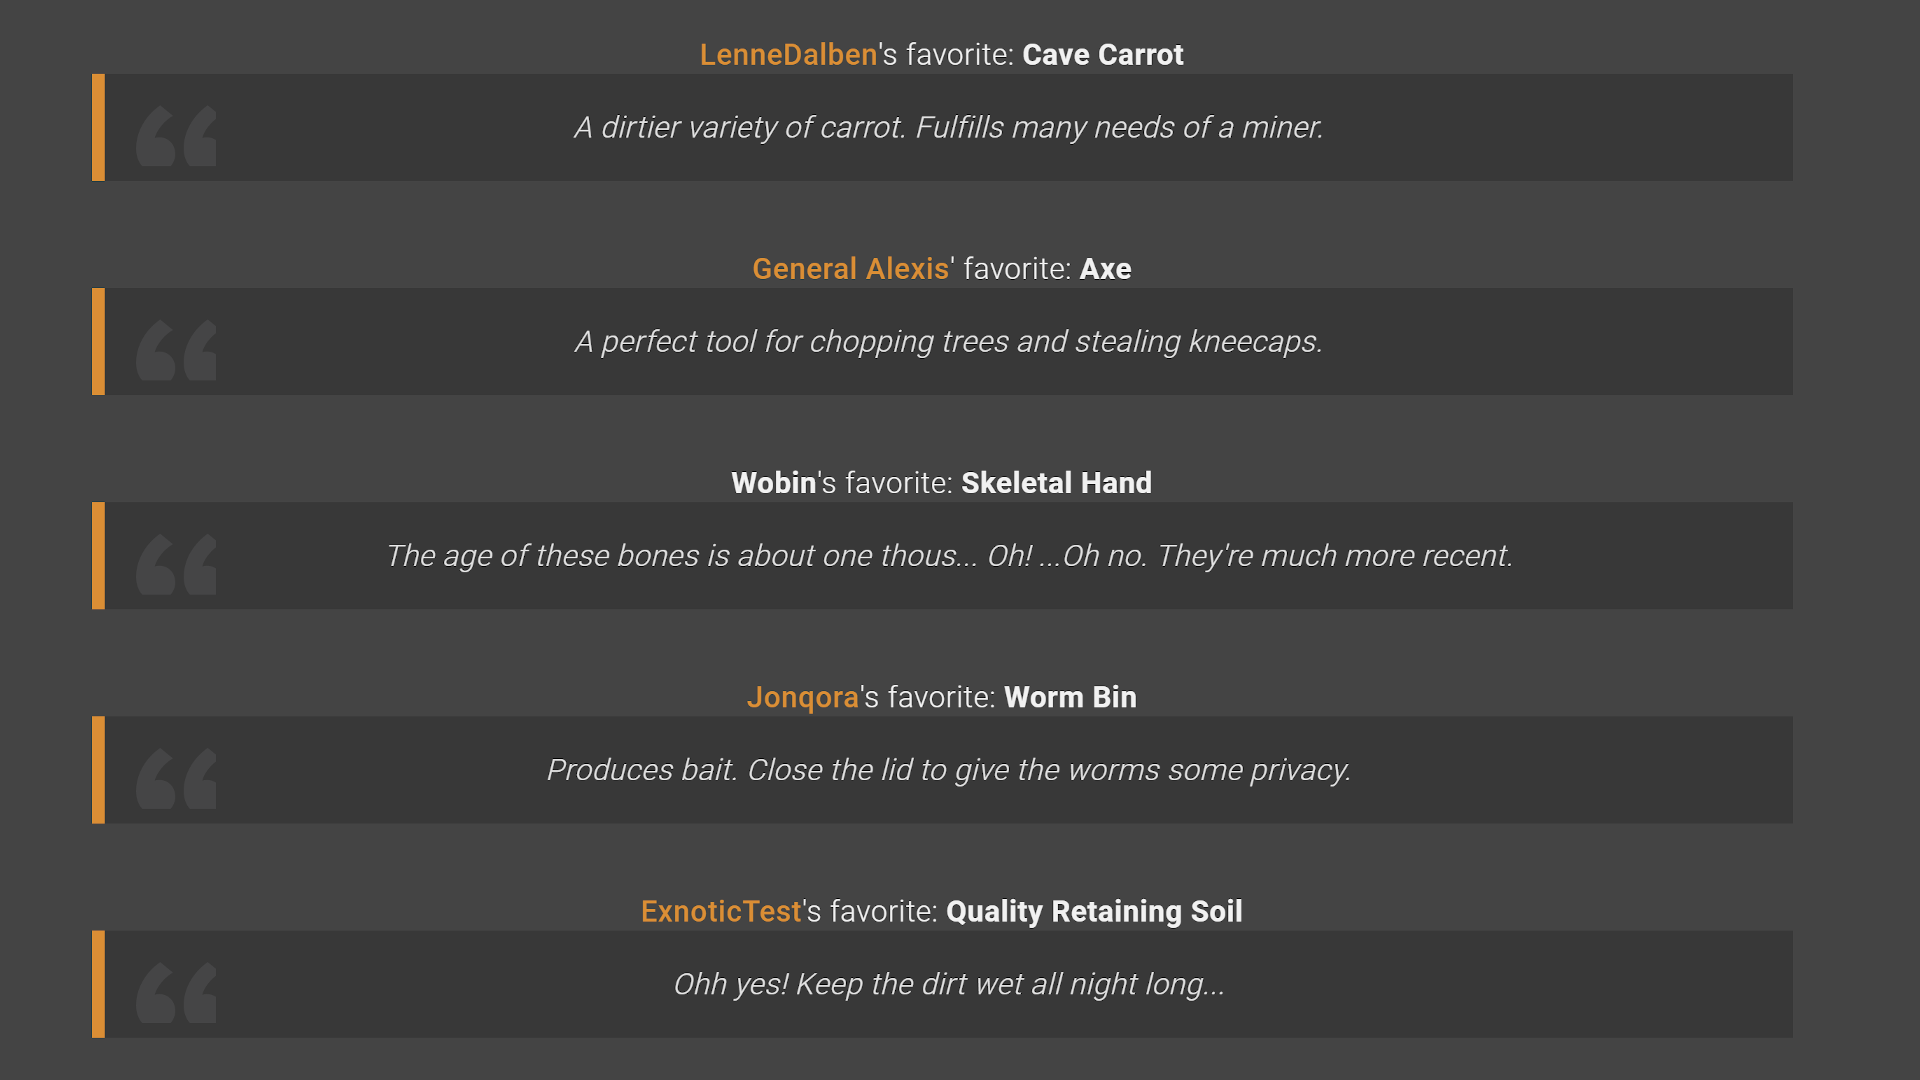 LenneDalben's favorite: Cave Carrot
A dirtier variety of carrot. Fulfills many needs of a miner.
General Alexis' favorite: Axe
A perfect tool for chopping trees and stealing kneecaps.
Wobin's favorite: Skeletal Hand
The age of these bones is about one thous... Oh! ...Oh no. They're much more recent.
Jonqora's favorite: Worm Bin
Produces bait. Close the lid to give the worms some privacy.
ExnoticTest's favorite: Quality Retaining Soil
Ohh yes! Keep the dirt wet all night long...